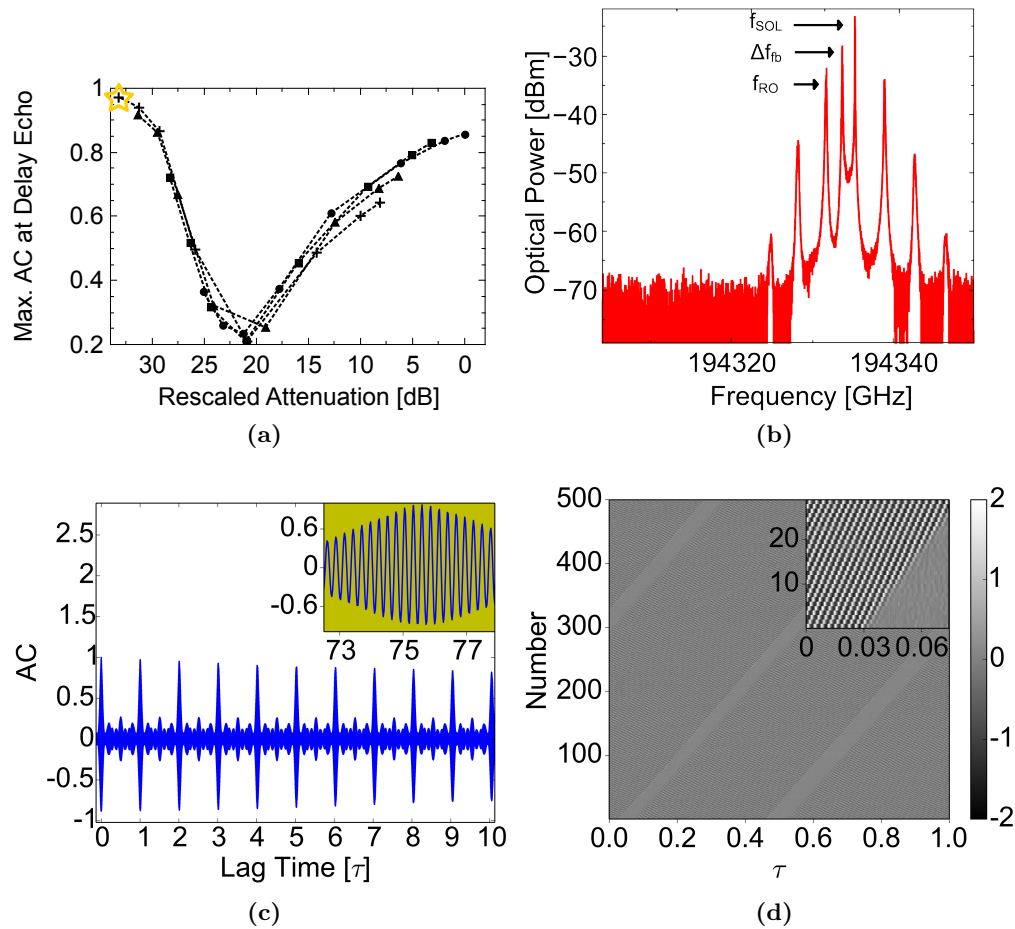 Max. AC at Delay Echo
1
0.8
0.6
0.4
0.2
30 25 20 15 10 5 0
Rescaled Attenuation [dB]
(a)
Optical Power [dBm]
−30
−40
−50
−60
−70
f_SOL
Δf_fb
f_RO
194320 194340
Frequency [GHz]
(b)
AC
2.5
2.0
1.5
1.0
0.5
0
-0.5
-1
0.6
0
-0.6
73 75 77
0 1 2 3 4 5 6 7 8 9 10
Lag Time [τ]
(c)
Number
500
400
300
200
100
20
10
0 0.03 0.06
0.0 0.2 0.4 0.6 0.8 1.0
τ
2
1
0
−1
−2
(d)